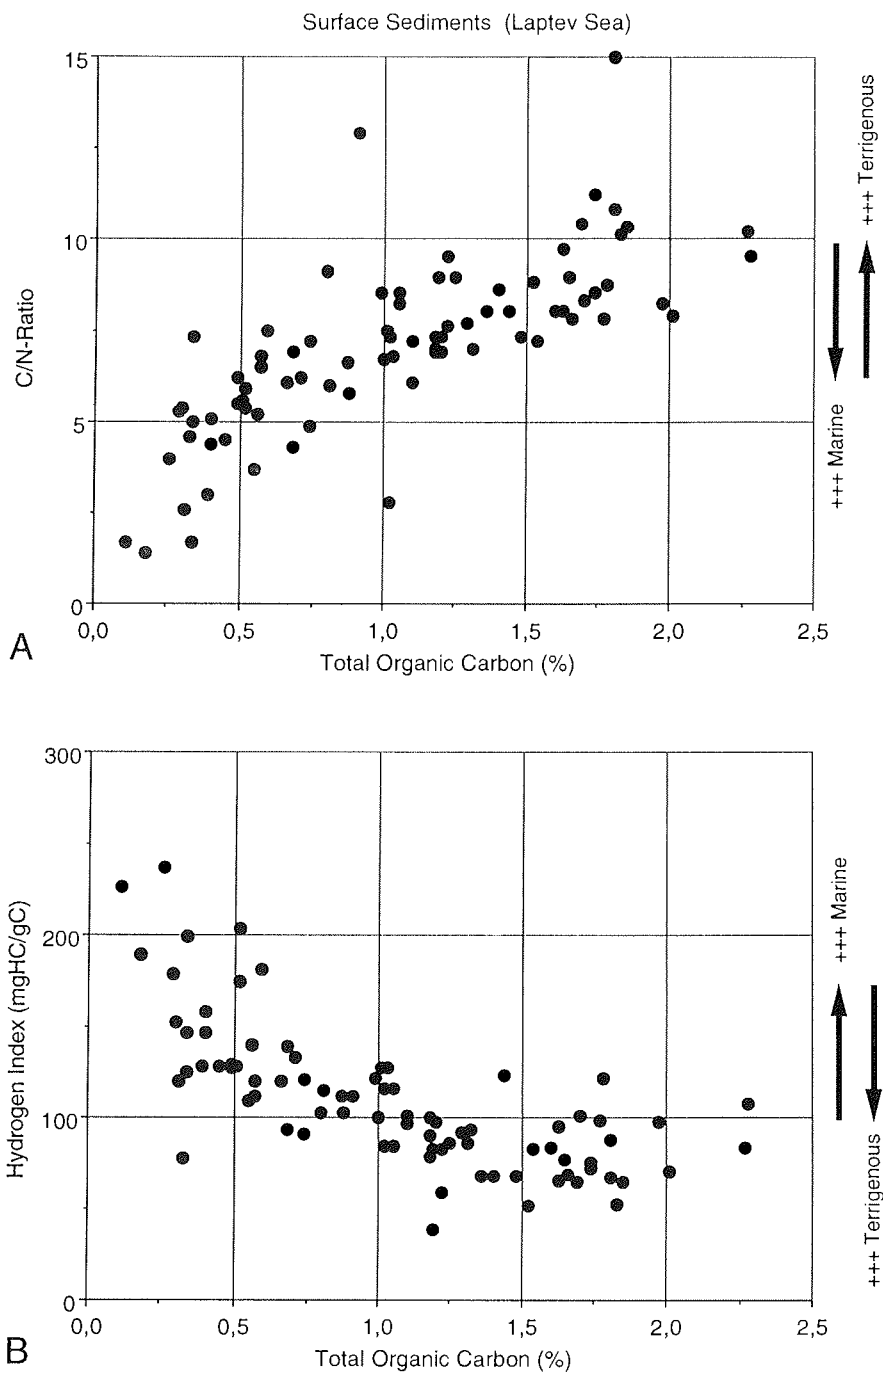 Surface Sediments (Laptev Sea)
15
10
5
0
C/N-Ratio
+++ Terrigenous
+++ Marine
0,0 0,5 1,0 1,5 2,0 2,5
A
Total Organic Carbon (%)
300
200
100
0
Hydrogen Index (mgHC/gC)
+++ Marine
+++ Terrigenous
0,0 0,5 1,0 1,5 2,0 2,5
B
Total Organic Carbon (%)